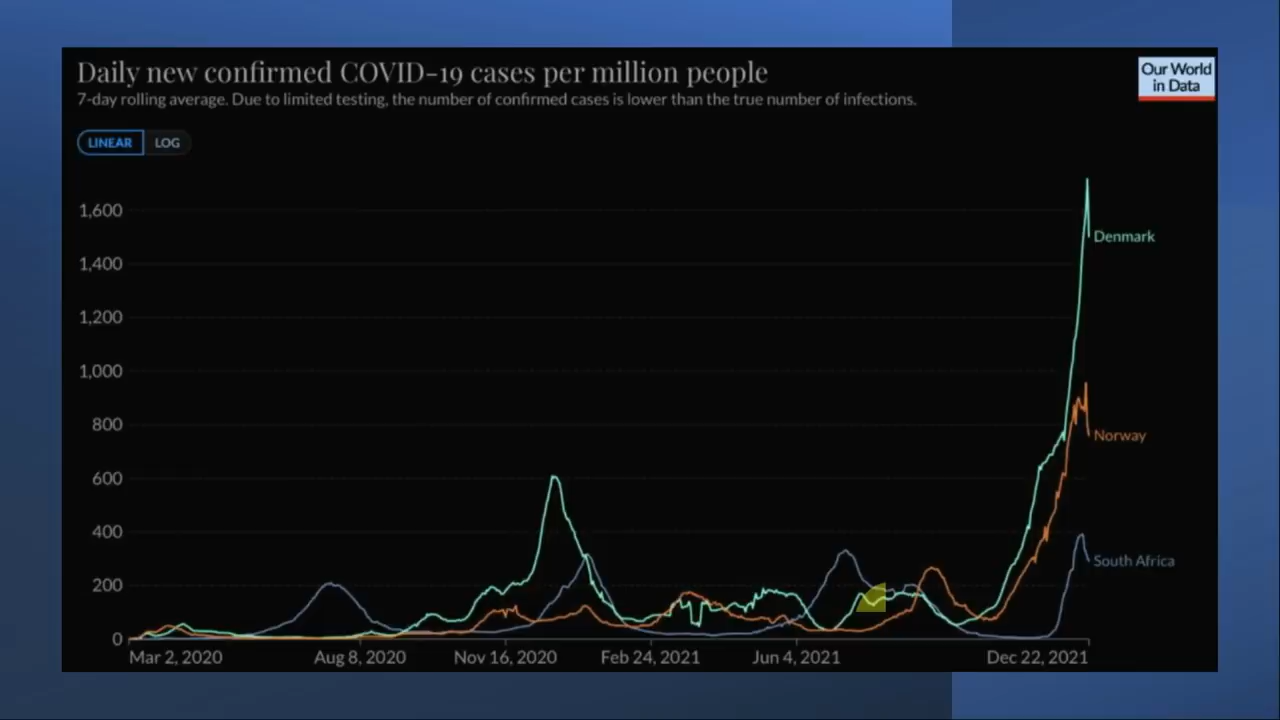 Daily new confirmed COVID-19 cases per million people
Our World
in Data
7-day rolling average. Due to limited testing, the number of confirmed cases is lower than the true number of infections.
LINEAR LOG
1,600
Denmark
1,400
1,200
1,000
800
Norway
600
400
South Africa
200
0
Mar 2, 2020 Aug 8, 2020 Nov 16, 2020 Feb 24, 2021 Jun 4, 2021 Dec 22, 2021